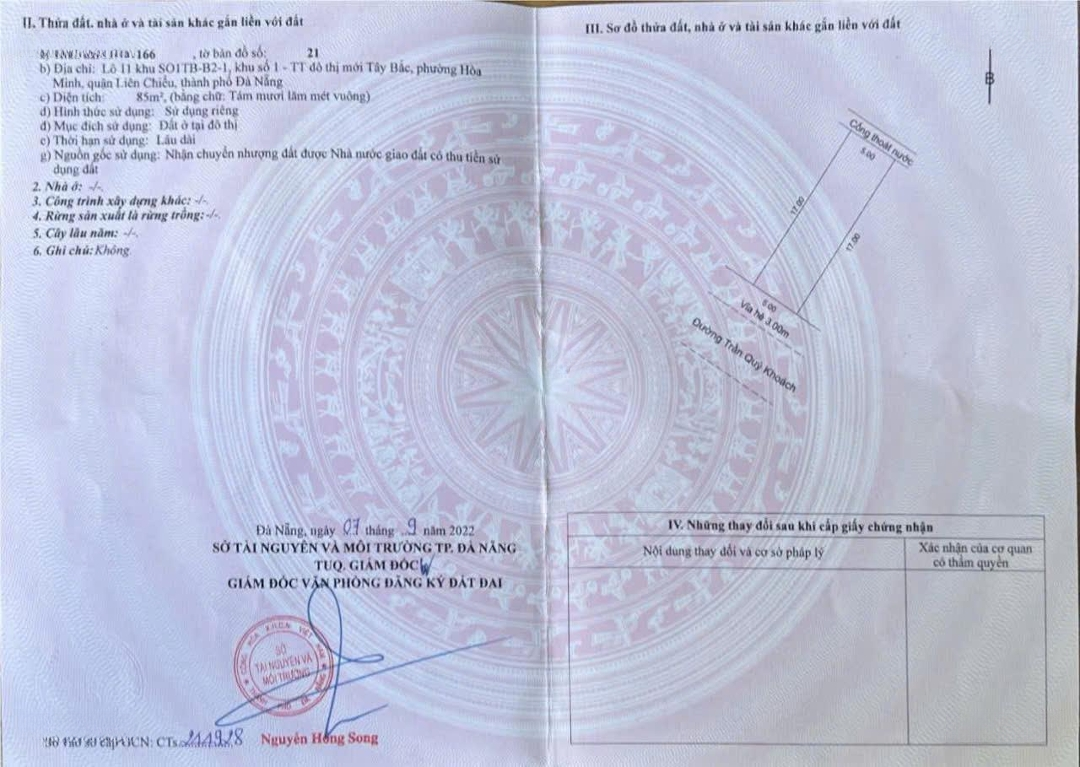 II. Thửa đất, nhà ở và tài sản khác gắn liền với đất
166 , tờ bản đồ số: 21
b) Địa chỉ: Lô 11 khu SO1TB-B2-1, khu số 1 - TT đô thị mới Tây Bắc, phường Hòa
Minh, quận Liên Chiểu, thành phố Đà Nẵng
c) Diện tích: 85m², (bằng chữ: Tám mươi lăm mét vuông)
d) Hình thức sử dụng: Sử dụng riêng
đ) Mục đích sử dụng: Đất ở tại đô thị
e) Thời hạn sử dụng: Lâu dài
g) Nguồn gốc sử dụng: Nhận chuyển nhượng đất được Nhà nước giao đất có thu tiền sử
dụng đất
2. Nhà ở: -/-.
3. Công trình xây dựng khác: -/-.
4. Rừng sản xuất là rừng trồng:-/-.
5. Cây lâu năm: -/-.
6. Ghi chú: Không.
Đà Nẵng, ngày 07 tháng 9 năm 2022
SỞ TÀI NGUYÊN VÀ MÔI TRƯỜNG TP. ĐÀ NẴNG
TUQ. GIÁM ĐỐC
GIÁM ĐỐC VĂN PHÒNG ĐĂNG KÝ ĐẤT ĐAI
SỞ
TÀI NGUYÊN VÀ
MÔI TRƯỜNG
GCN: CTs 211928
Nguyễn Hồng Song
III. Sơ đồ thửa đất, nhà ở và tài sản khác gắn liền với đất
B
Cống thoát nước
5.00
17.00
17.00
5.00
Vỉa hè 3.00m
Đường Trần Quý Khoách
IV. Những thay đổi sau khi cấp giấy chứng nhận
Nội dung thay đổi và cơ sở pháp lý
Xác nhận của cơ quan
có thẩm quyền